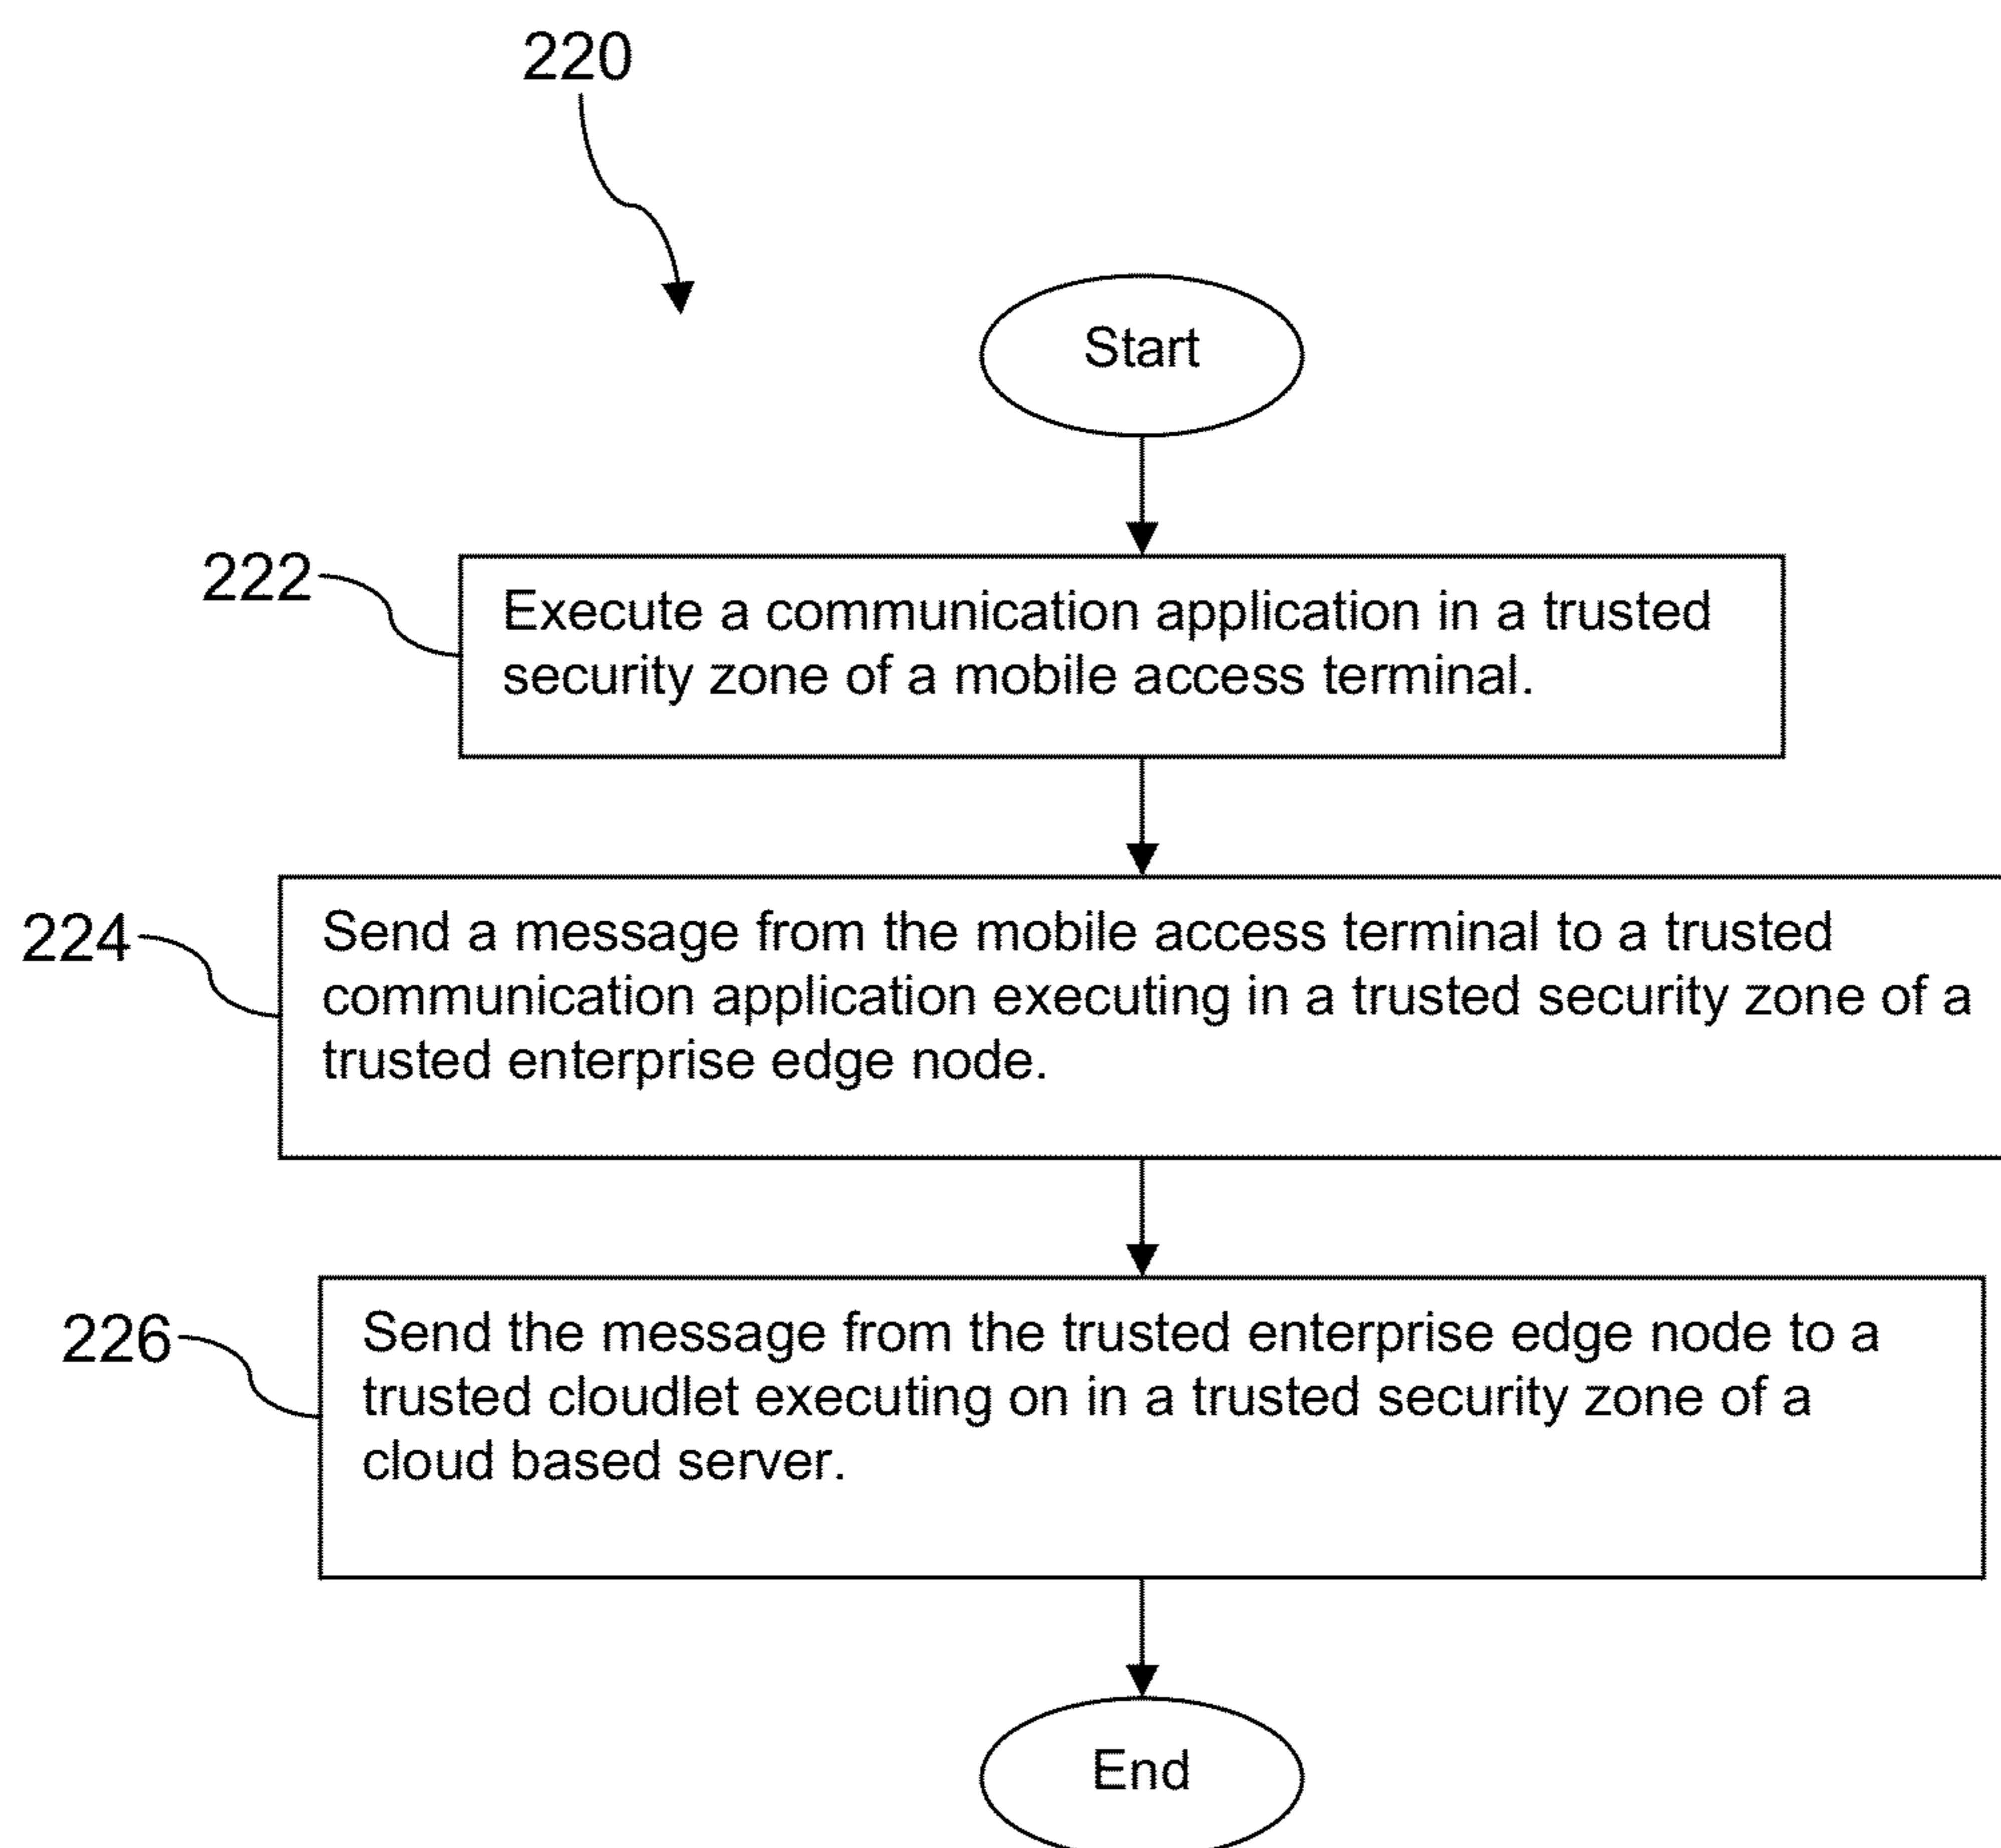 220
Start
222
Execute a communication application in a trusted
security zone of a mobile access terminal.
224
Send a message from the mobile access terminal to a trusted
communication application executing in a trusted security zone of a
trusted enterprise edge node.
226
Send the message from the trusted enterprise edge node to a
trusted cloudlet executing on in a trusted security zone of a
cloud based server.
End